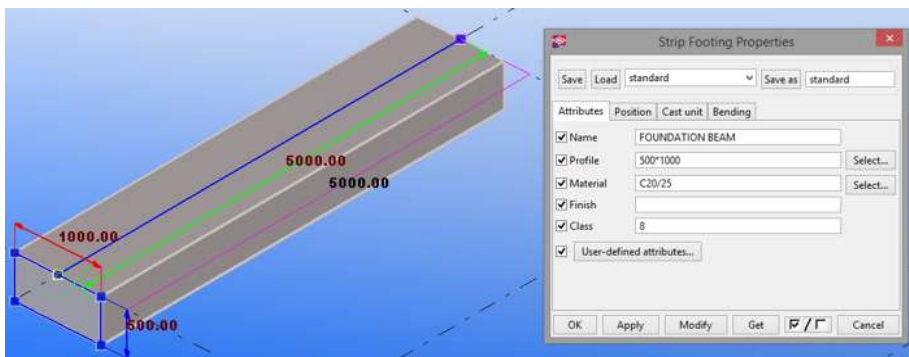 Strip Footing Properties
Save Load standard Save as standard
Attributes Position Cast unit Bending
Name FOUNDATION BEAM
Profile 500*1000 Select...
Material C20/25 Select...
Finish
Class 8
User-defined attributes...
OK Apply Modify Get / Cancel
5000.00
5000.00
1000.00
500.00